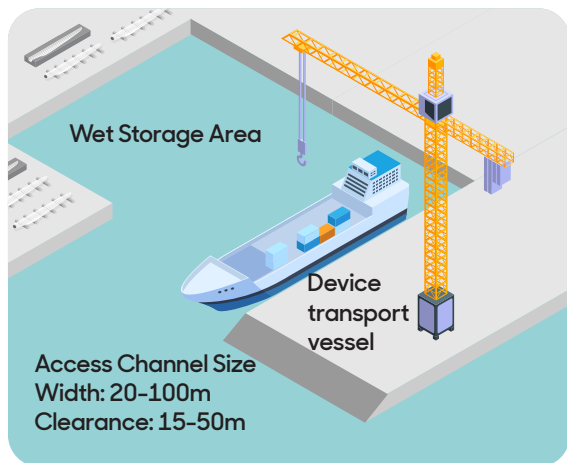 Wet Storage Area
Device
transport
vessel
Access Channel Size
Width: 20-100m
Clearance: 15-50m